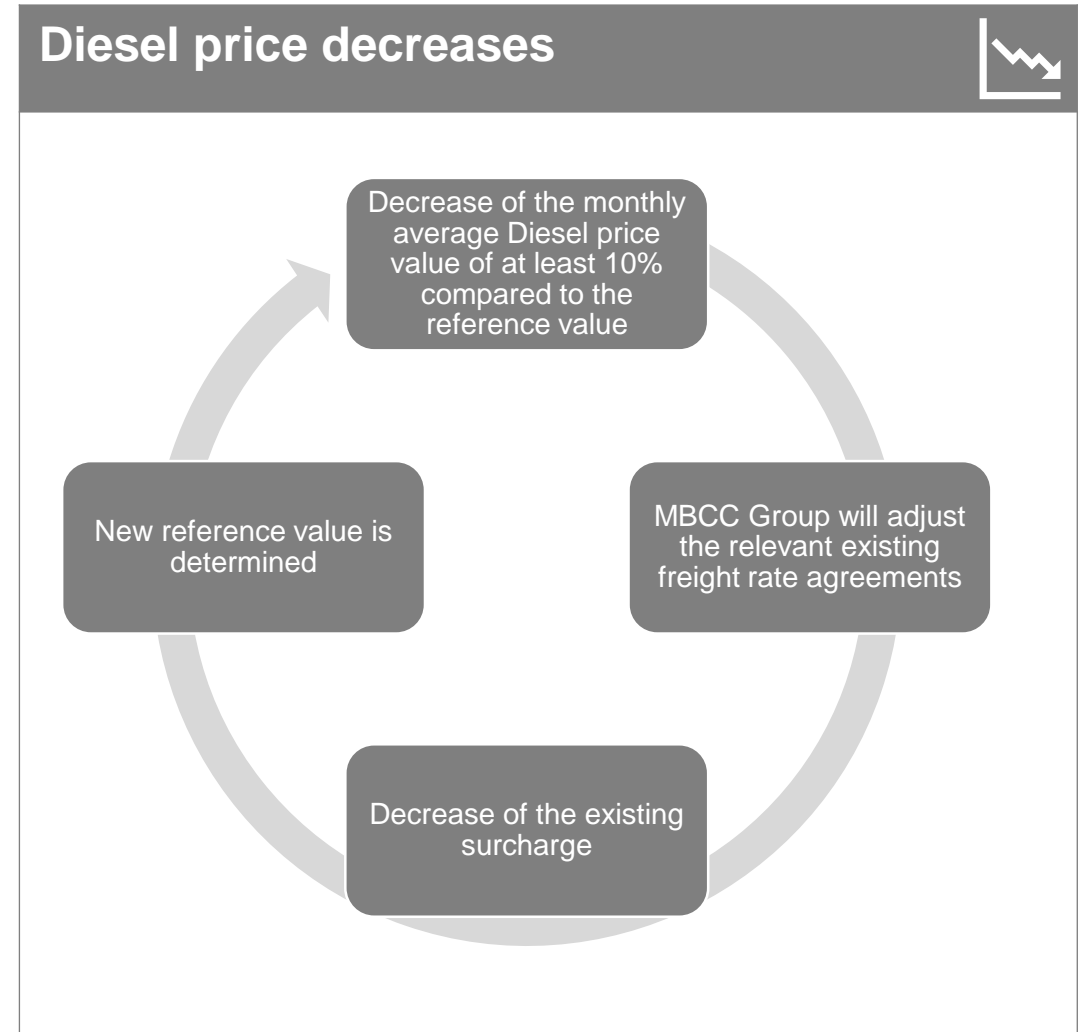 Diesel price decreases
Decrease of the monthly
average Diesel price
value of at least 10%
compared to the
reference value
MBCC Group will adjust
the relevant existing
freight rate agreements
Decrease of the existing
surcharge
New reference value is
determined